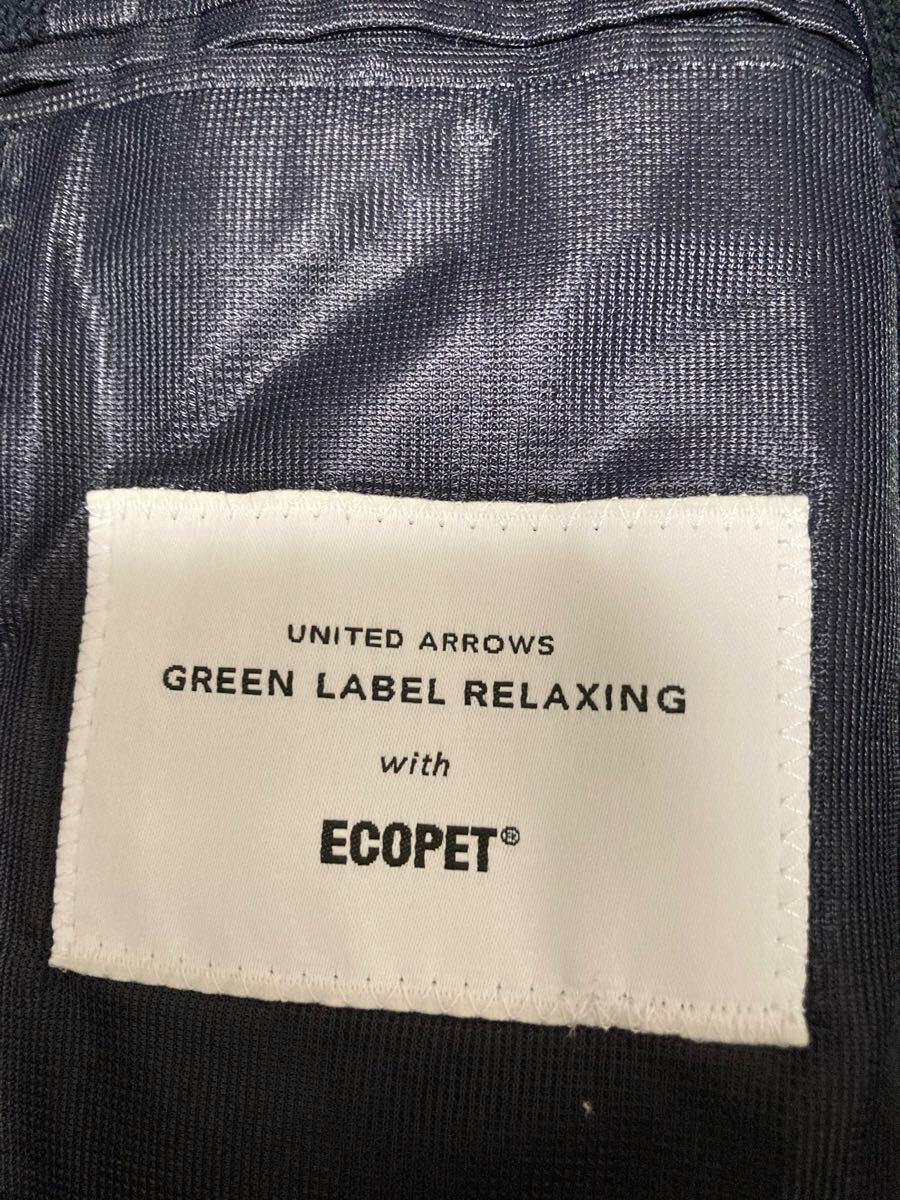 UNITED ARROWS
GREEN LABEL RELAXING
with
ECOPET®